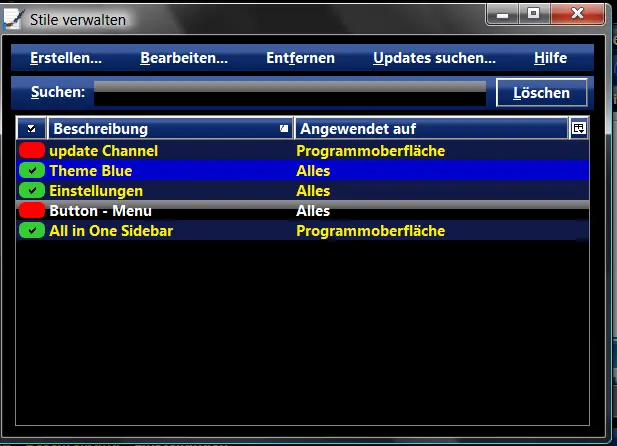 Stile verwalten
Erstellen... Bearbeiten... Entfernen Updates suchen... Hilfe
Suchen: Löschen
Beschreibung Angewendet auf
update Channel Programmoberfläche
Theme Blue Alles
Einstellungen Alles
Button - Menu Alles
All in One Sidebar Programmoberfläche